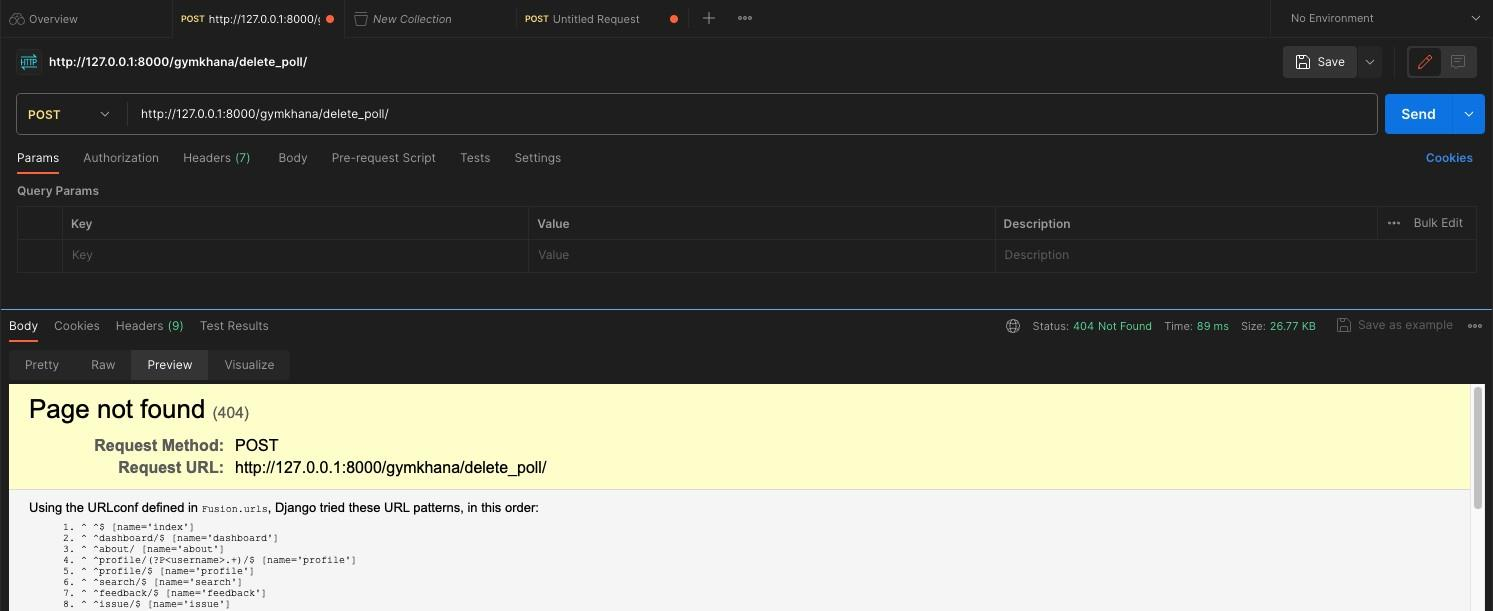 Overview
POST http://127.0.0.1:8000/g
New Collection
POST Untitled Request
No Environment
HTTP http://127.0.0.1:8000/gymkhana/delete_poll/
Save
POST http://127.0.0.1:8000/gymkhana/delete_poll/ Send
Params Authorization Headers (7) Body Pre-request Script Tests Settings Cookies
Query Params
Key Value Description Bulk Edit
Key Value Description
Body Cookies Headers (9) Test Results Status: 404 Not Found Time: 89 ms Size: 26.77 KB Save as example
Pretty Raw Preview Visualize
Page not found (404)
Request Method: POST
Request URL: http://127.0.0.1:8000/gymkhana/delete_poll/
Using the URLconf defined in Fusion.urls, Django tried these URL patterns, in this order:
1. ^ ^$ [name='index']
2. ^ ^dashboard/$ [name='dashboard']
3. ^ ^about/ [name='about']
4. ^ ^profile/(?P<username>.+)/$ [name='profile']
5. ^ ^profile/$ [name='profile']
6. ^ ^search/$ [name='search']
7. ^ ^feedback/$ [name='feedback']
8. ^ ^issue/$ [name='issue']